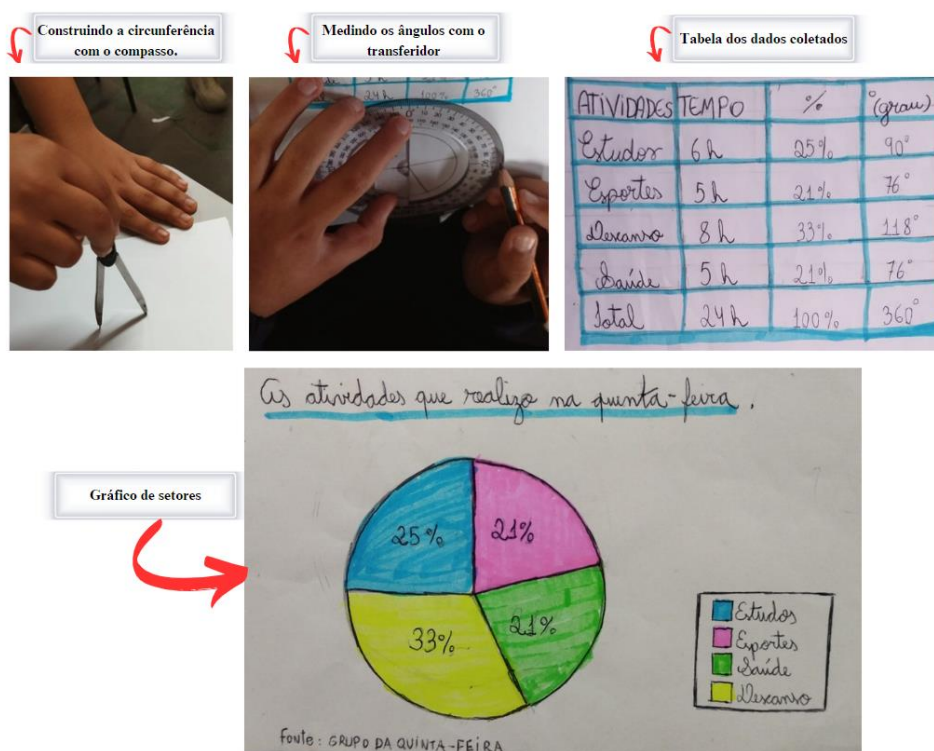 Construindo a circunferência
com o compasso.
Medindo os ângulos com o
transferidor
Tabela dos dados coletados
24h 100% 360°
ATIVIDADES TEMPO % °(grau)
Estudos 6h 25% 90°
Esportes 5h 21% 76°
Descanso 8h 33% 118°
Saúde 5h 21% 76°
Total 24h 100% 360°
As atividades que realizo na quinta-feira.
Gráfico de setores
25% 21%
33% 21%
Estudos
Esportes
Saúde
Descanso
Fonte: GRUPO DA QUINTA-FEIRA